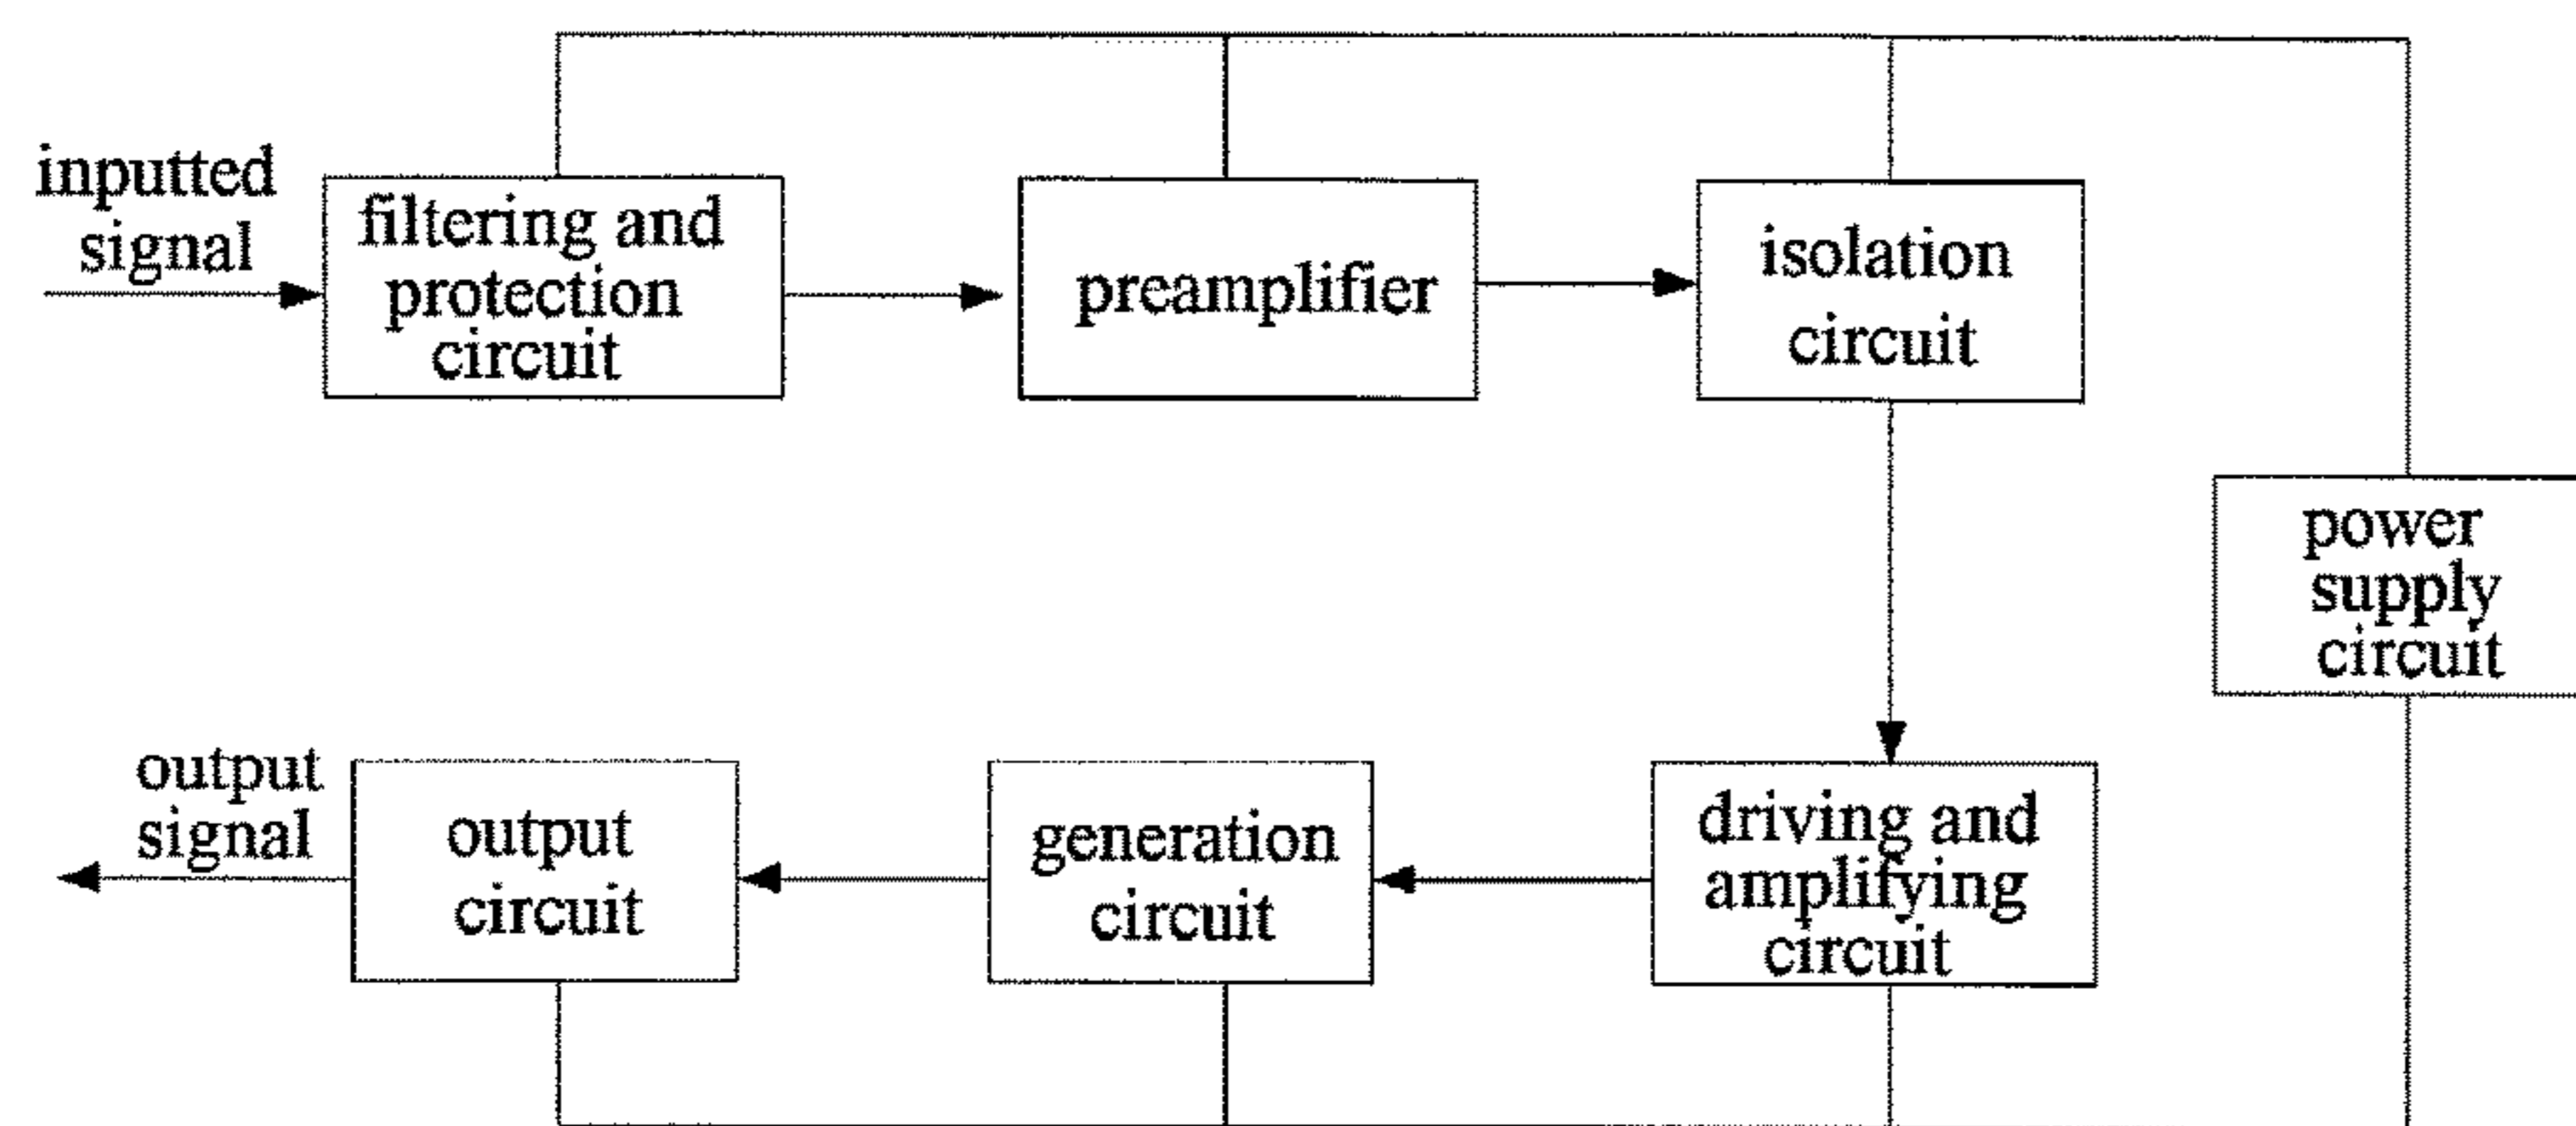 inputted
signal
filtering and
protection
circuit
preamplifier
isolation
circuit
power
supply
circuit
output
signal
output
circuit
generation
circuit
driving and
amplifying
circuit